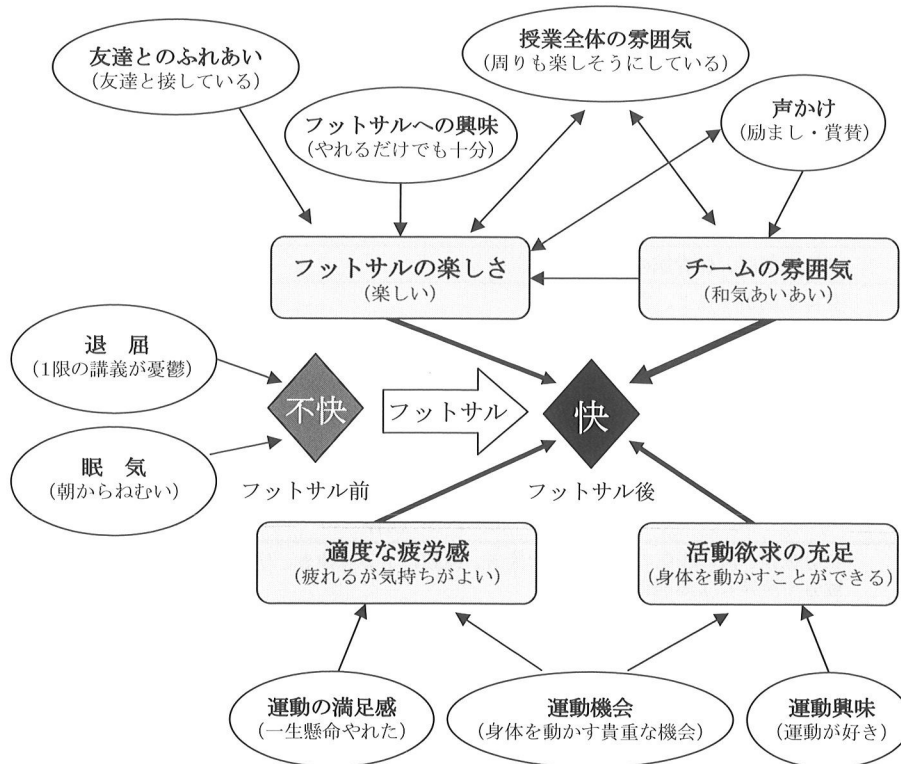 友達とのふれあい
(友達と接している)
授業全体の雰囲気
(周りも楽しそうにしている)
フットサルへの興味
(やれるだけでも十分)
声かけ
(励まし・賞賛)
フットサルの楽しさ
(楽しい)
チームの雰囲気
(和気あいあい)
退 屈
(1限の講義が憂鬱)
眠 気
(朝からねむい)
不快
フットサル前
フットサル
快
フットサル後
適度な疲労感
(疲れるが気持ちがよい)
活動欲求の充足
(身体を動かすことができる)
運動の満足感
(一生懸命やれた)
運動機会
(身体を動かす貴重な機会)
運動興味
(運動が好き)